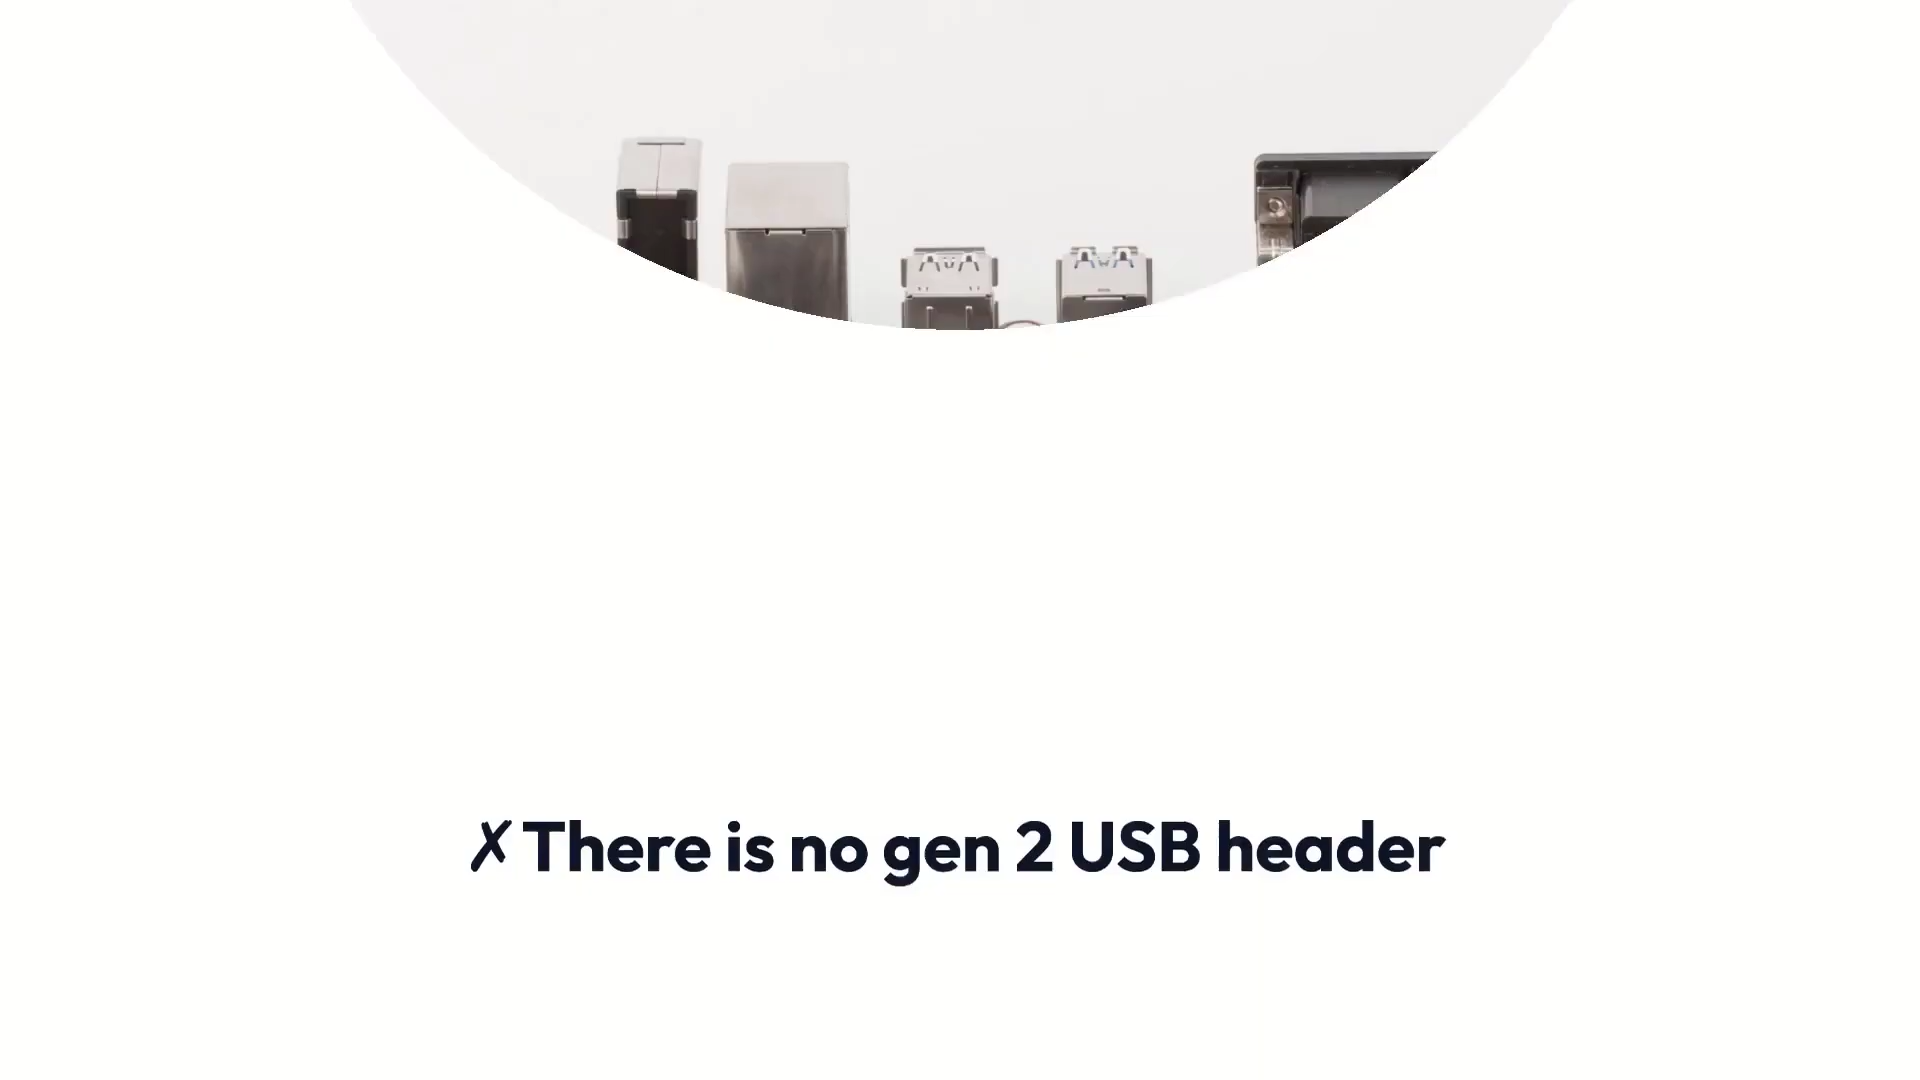 ✗There is no gen 2 USB header